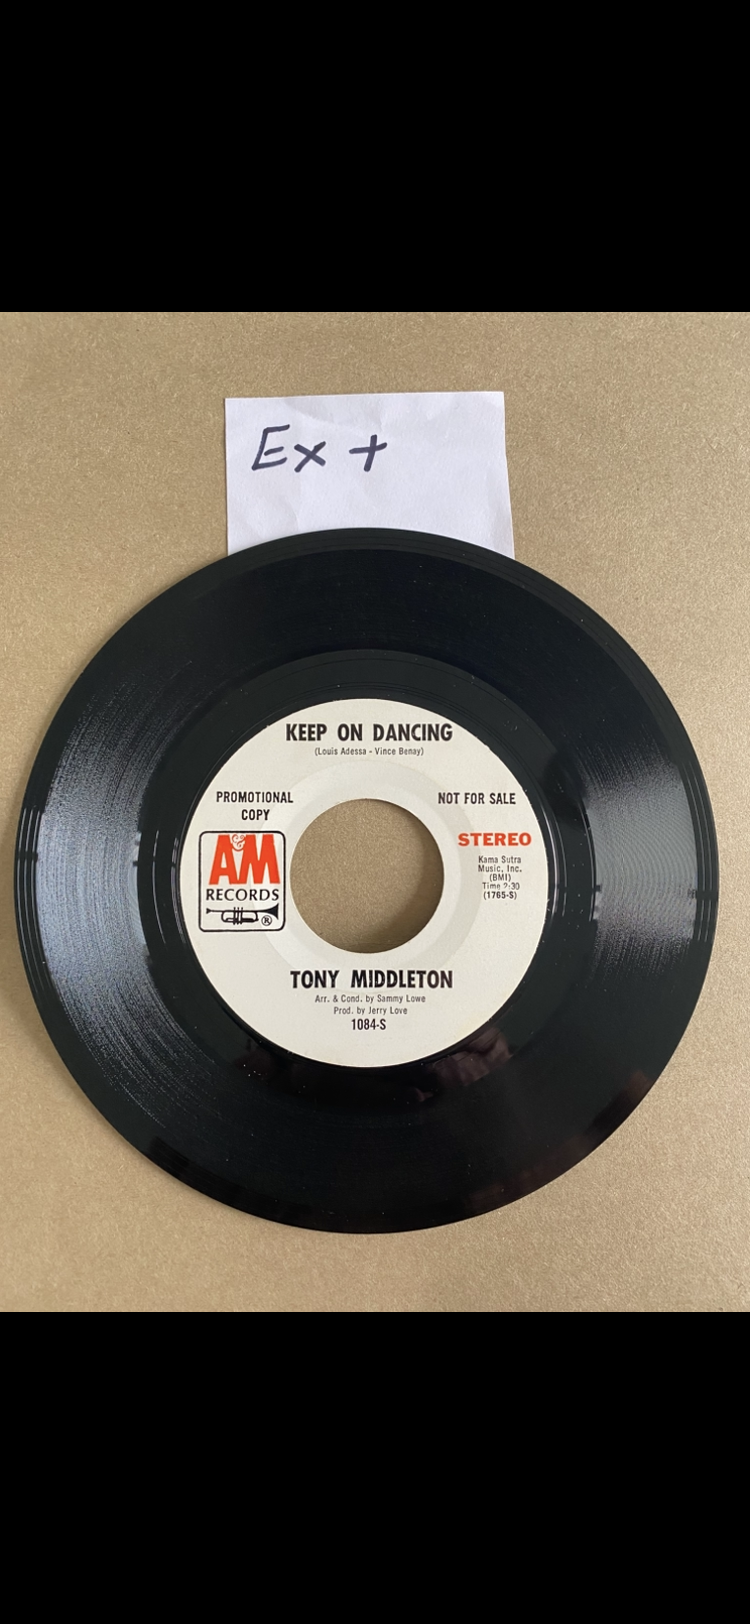 Ex +
KEEP ON DANCING
(Louis Adessa - Vince Benay)
PROMOTIONAL
COPY
NOT FOR SALE
A&M
RECORDS
®
STEREO
Kama Sutra
Music, Inc.
(BMI)
Time 2:30
(1765-S)
TONY MIDDLETON
Arr. & Cond. by Sammy Lowe
Prod. by Jerry Love
1084-S